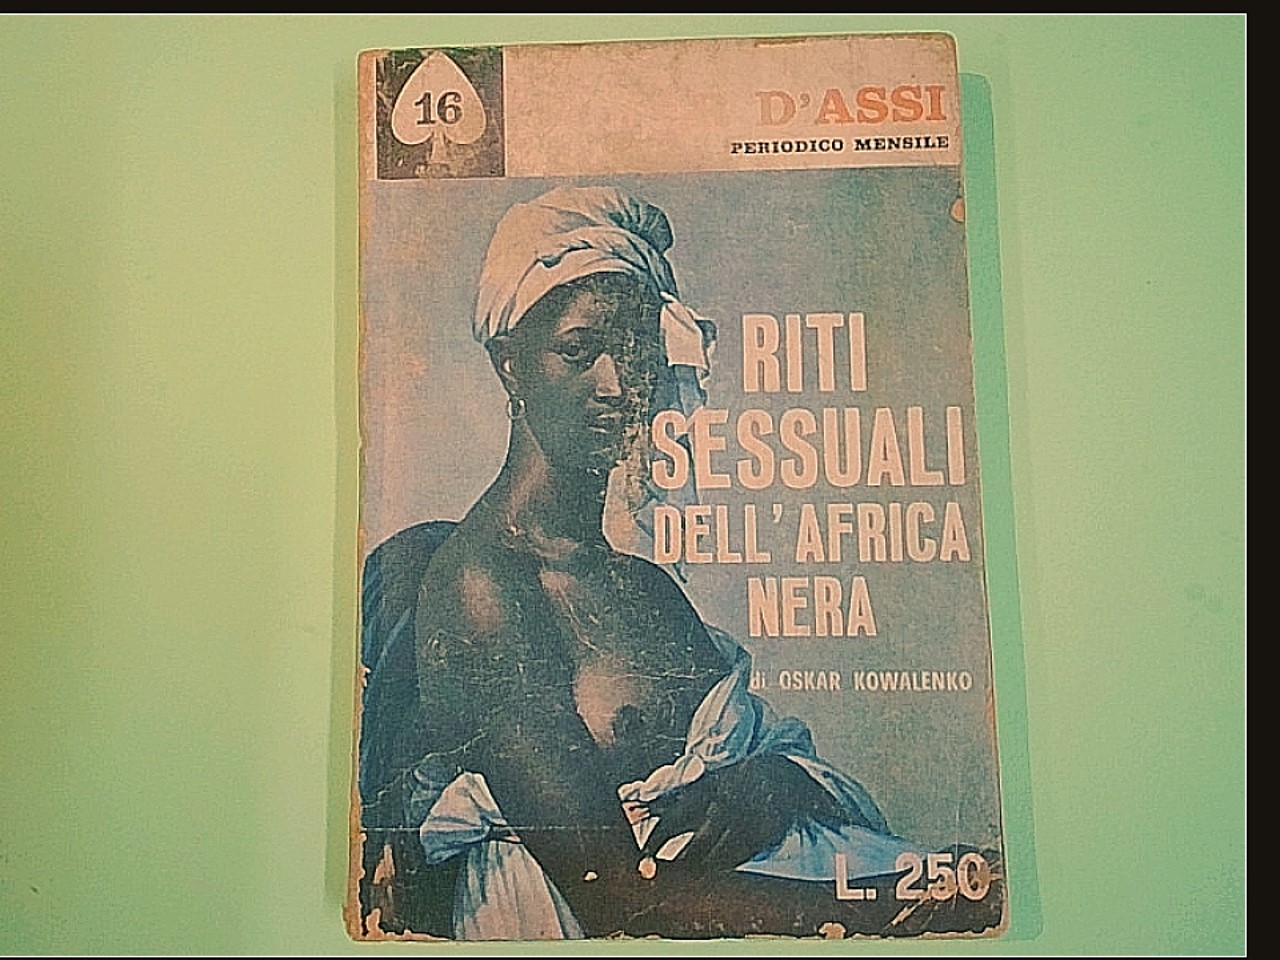 16
D'ASSI
PERIODICO MENSILE
RITI
SESSUALI
DELL'AFRICA
NERA
di OSKAR KOWALENKO
L. 250